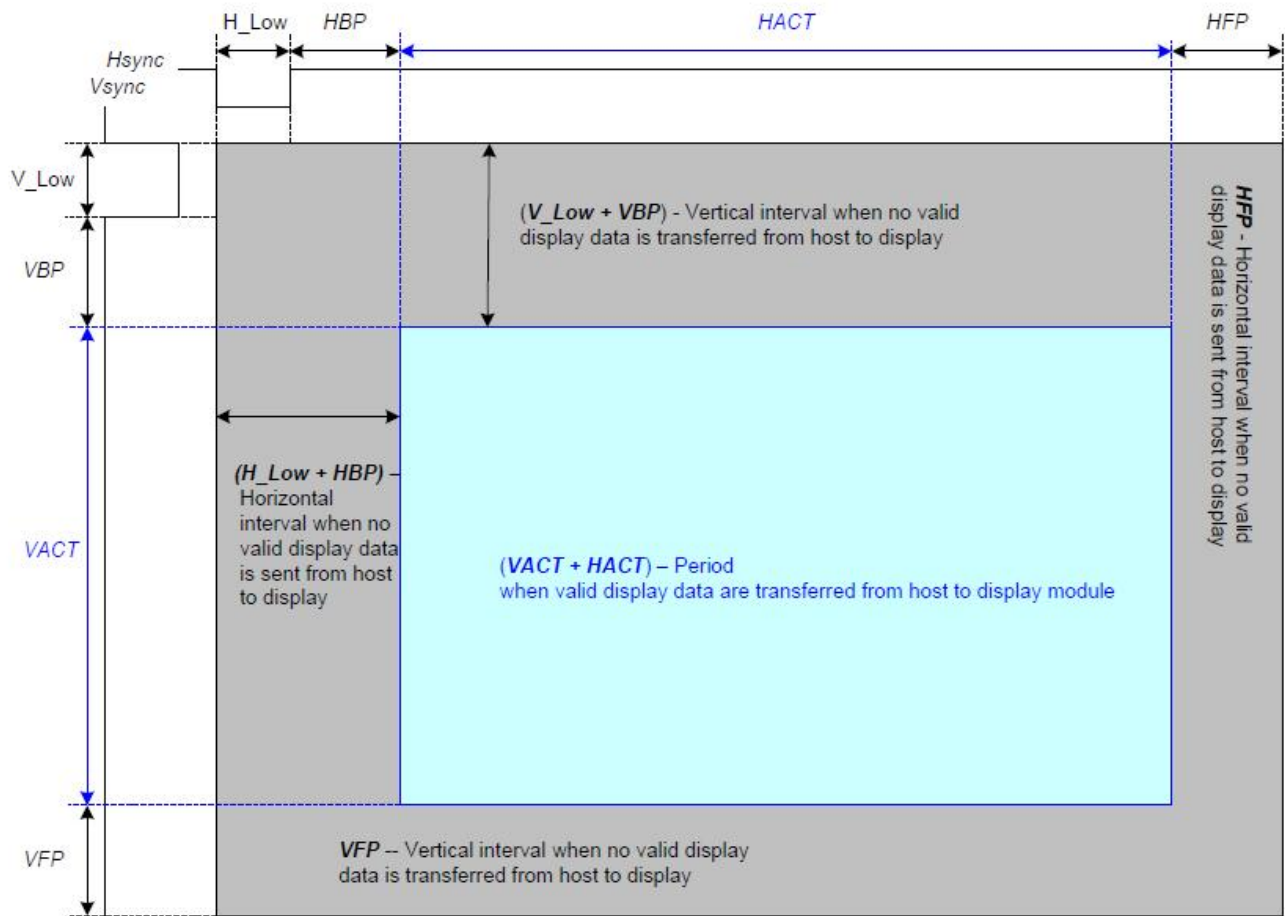 H_Low HBP HACT HFP
Hsync
Vsync
V_Low
(V_Low + VBP) - Vertical interval when no valid
display data is transferred from host to display
HFP - Horizontal interval when no valid
display data is sent from host to display
VBP
(H_Low + HBP) –
Horizontal
interval when no
valid display data
is sent from host
to display
VACT
(VACT + HACT) – Period
when valid display data are transferred from host to display module
VFP
VFP -- Vertical interval when no valid display
data is transferred from host to display